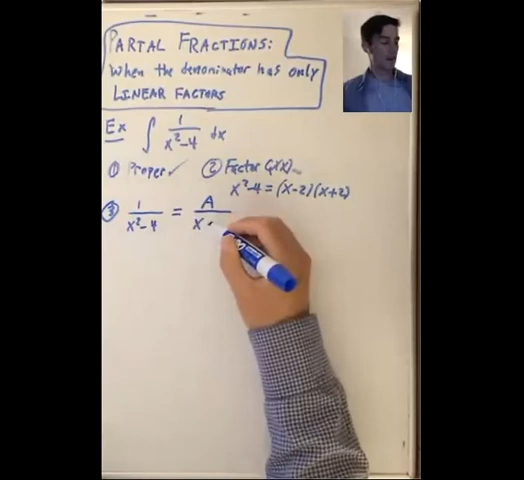 PARTAL FRACTIONS:
When the denominator has only
LINEAR FACTORS
Ex ∫ 1/(x²-4) dx
① Proper ✓ ② Factor q(x)
x²-4 = (x-2)(x+2)
③ 1/(x²-4) = A/x